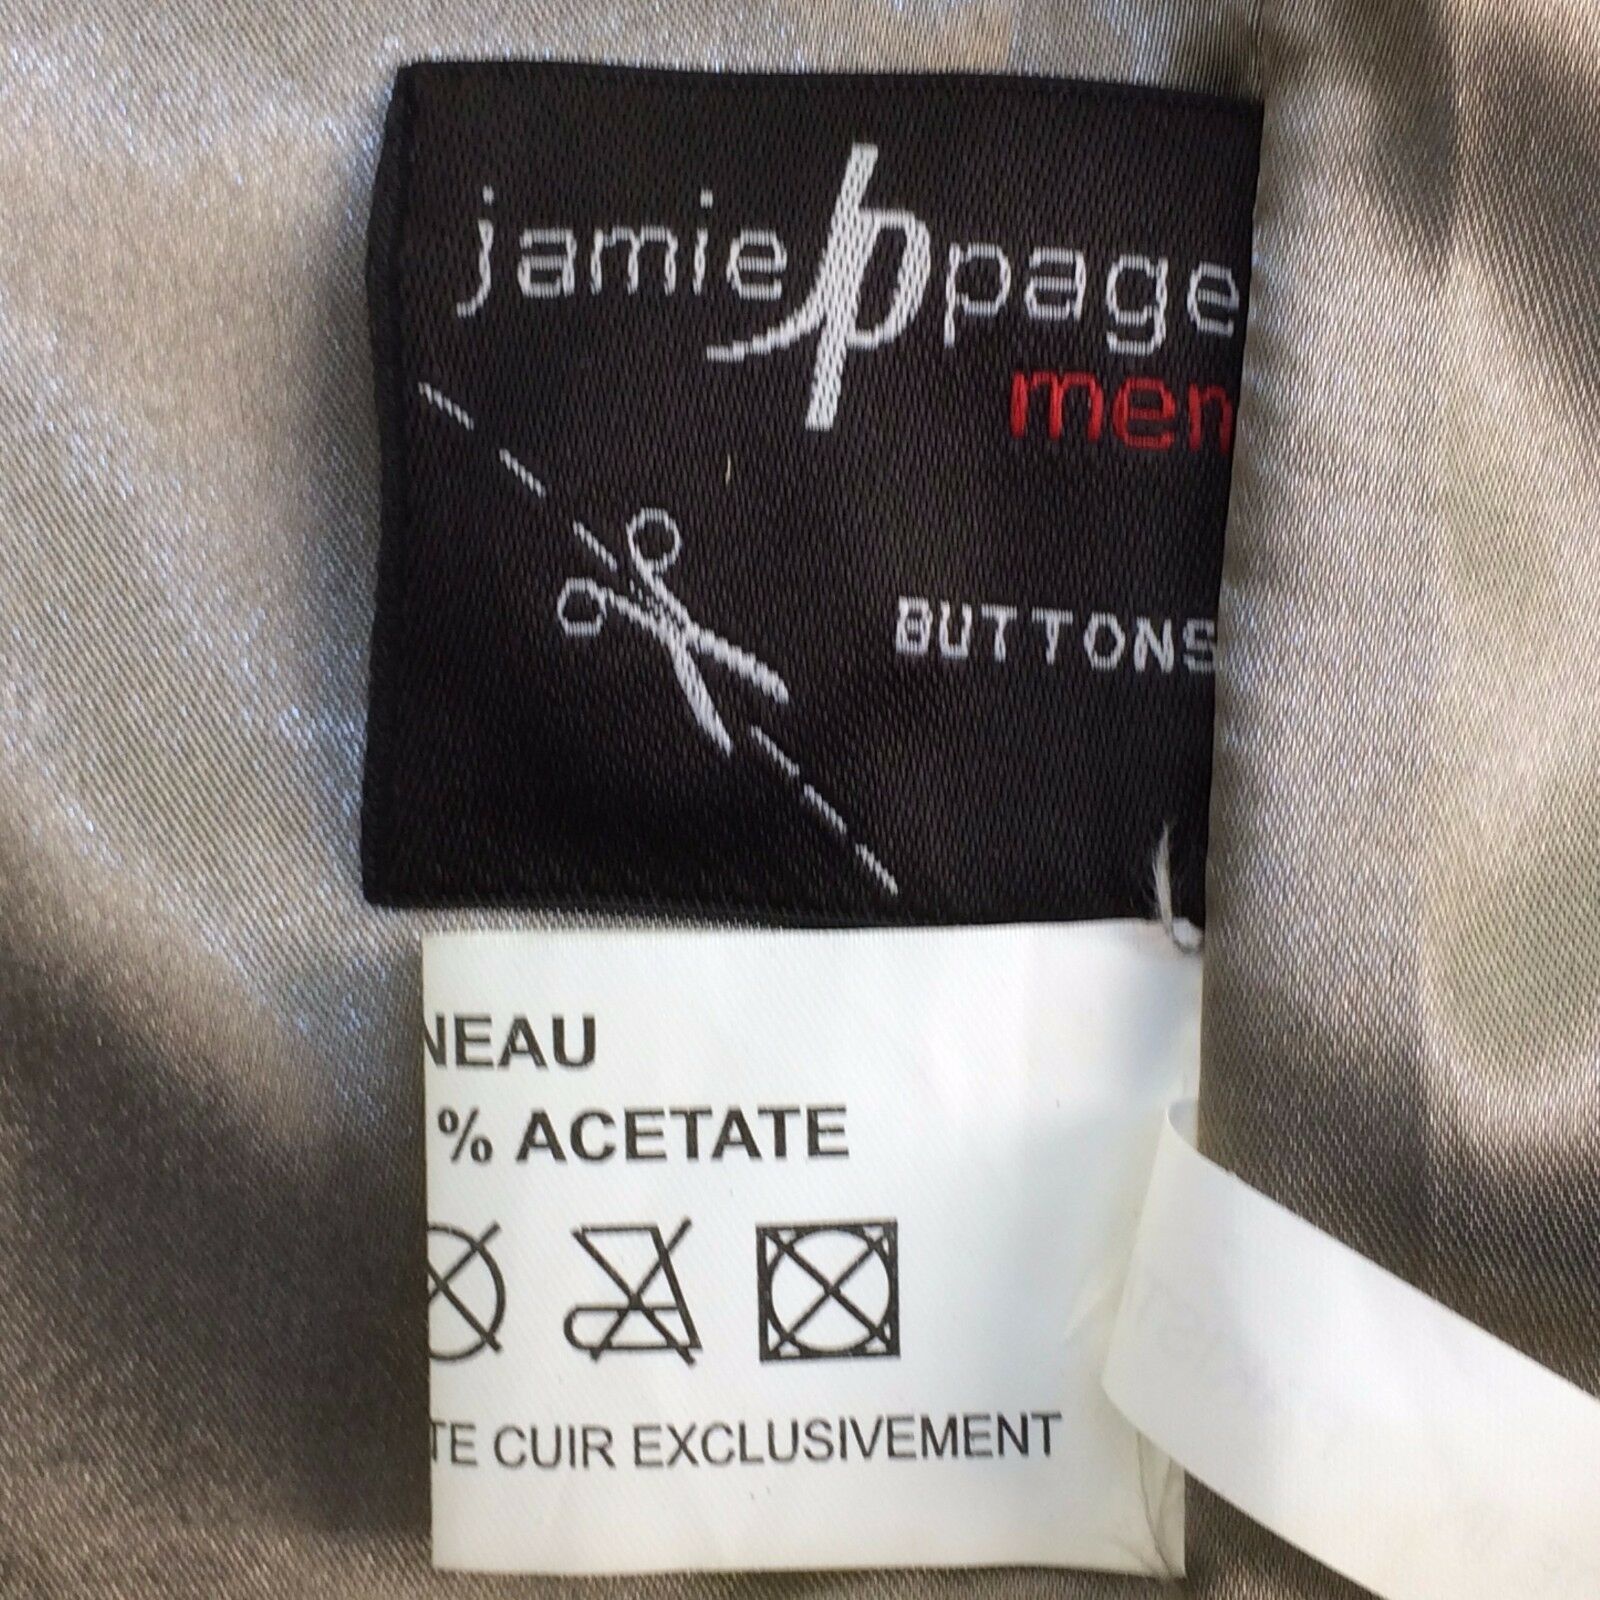 jamie p page
men
BUTTONS
NEAU
% ACETATE
TE CUIR EXCLUSIVEMENT